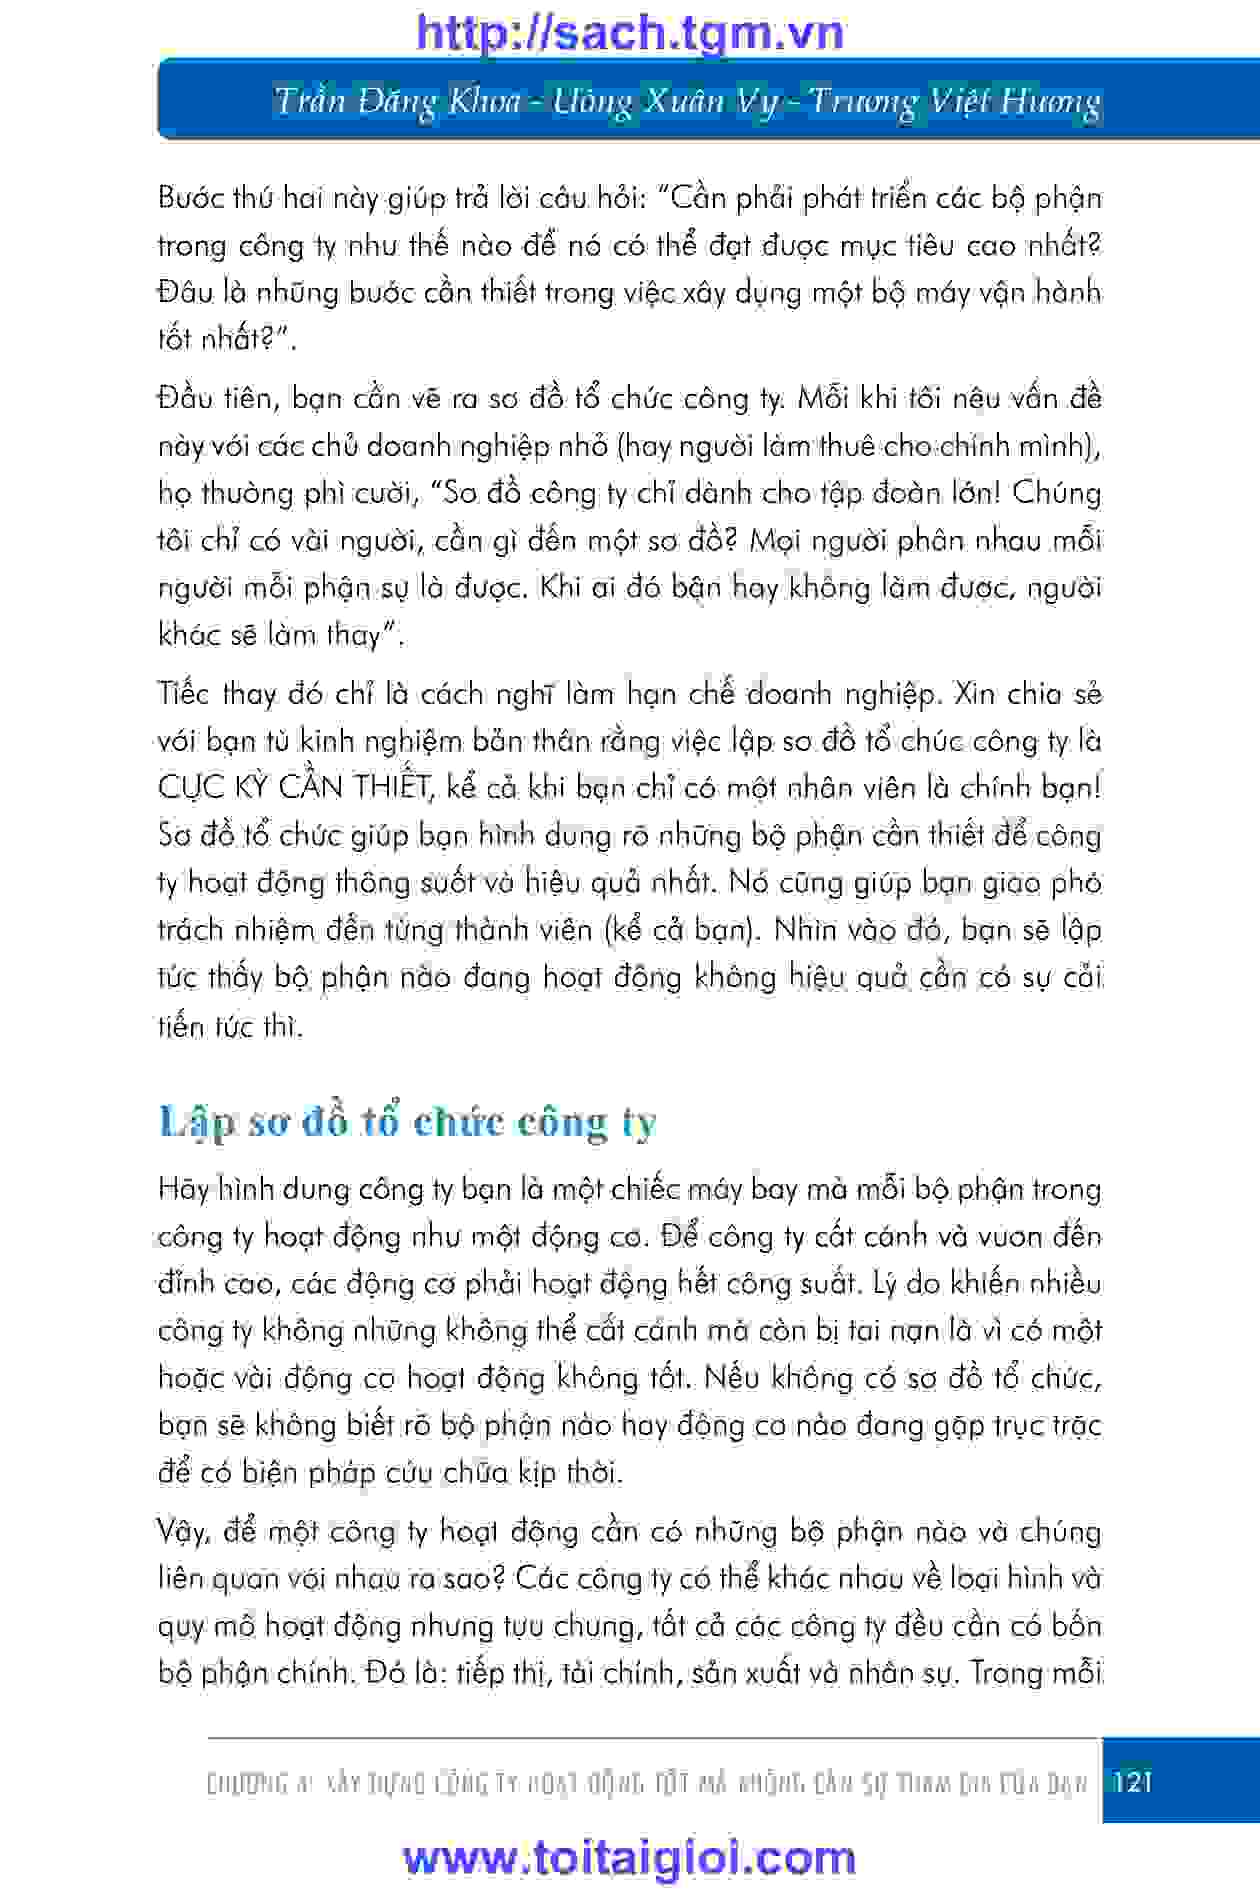 http://sach.tgm.vn
Trần Đăng Khoa - Uông Xuân Vy - Trương Việt Hương
Bước thứ hai này giúp trả lời câu hỏi: “Cần phải phát triển các bộ phận
trong công ty như thế nào để nó có thể đạt được mục tiêu cao nhất?
Đâu là những bước cần thiết trong việc xây dựng một bộ máy vận hành
tốt nhất?”.
Đầu tiên, bạn cần vẽ ra sơ đồ tổ chức công ty. Mỗi khi tôi nêu vấn đề
này với các chủ doanh nghiệp nhỏ (hay người làm thuê cho chính mình),
họ thường phì cười, “Sơ đồ công ty chỉ dành cho tập đoàn lớn! Chúng
tôi chỉ có vài người, cần gì đến một sơ đồ? Mọi người phân nhau mỗi
người mỗi phận sự là được. Khi ai đó bận hay không làm được, người
khác sẽ làm thay”.
Tiếc thay đó chỉ là cách nghĩ làm hạn chế doanh nghiệp. Xin chia sẻ
với bạn từ kinh nghiệm bản thân rằng việc lập sơ đồ tổ chức công ty là
CỰC KỲ CẦN THIẾT, kể cả khi bạn chỉ có một nhân viên là chính bạn!
Sơ đồ tổ chức giúp bạn hình dung rõ những bộ phận cần thiết để công
ty hoạt động thông suốt và hiệu quả nhất. Nó cũng giúp bạn giao phó
trách nhiệm đến từng thành viên (kể cả bạn). Nhìn vào đó, bạn sẽ lập
tức thấy bộ phận nào đang hoạt động không hiệu quả cần có sự cải
tiến tức thì.
Lập sơ đồ tổ chức công ty
Hãy hình dung công ty bạn là một chiếc máy bay mà mỗi bộ phận trong
công ty hoạt động như một động cơ. Để công ty cất cánh và vươn đến
đỉnh cao, các động cơ phải hoạt động hết công suất. Lý do khiến nhiều
công ty không những không thể cất cánh mà còn bị tai nạn là vì có một
hoặc vài động cơ hoạt động không tốt. Nếu không có sơ đồ tổ chức,
bạn sẽ không biết rõ bộ phận nào hay động cơ nào đang gặp trục trặc
để có biện pháp cứu chữa kịp thời.
Vậy, để một công ty hoạt động cần có những bộ phận nào và chúng
liên quan với nhau ra sao? Các công ty có thể khác nhau về loại hình và
quy mô hoạt động nhưng tựu chung, tất cả các công ty đều cần có bốn
bộ phận chính. Đó là: tiếp thị, tài chính, sản xuất và nhân sự. Trong mỗi
CHƯƠNG 4: XÂY DỰNG CÔNG TY HOẠT ĐỘNG TỐT MÀ KHÔNG CẦN SỰ THAM GIA CỦA BẠN 121
www.toitaigioi.com